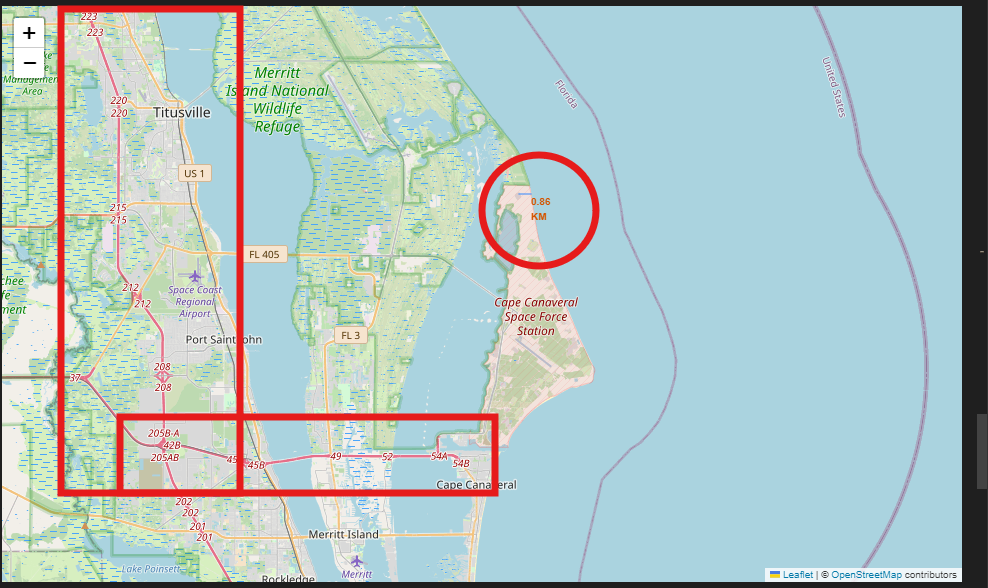 +
−
223
223
Management
Area
220
220
Titusville
Merritt
Island National
Wildlife
Refuge
Florida
United States
US 1
0.86
KM
215
215
FL 405
212
212
Space Coast
Regional
Airport
Cape Canaveral
Space Force
Station
FL 3
Port Saint John
37
208
208
205B-A
42B
205AB
45B
49
52
54A
54B
Cape Canaveral
202
202
201
201
Merritt Island
Lake Poinsett
Rockledge
Merritt
Leaflet | © OpenStreetMap contributors